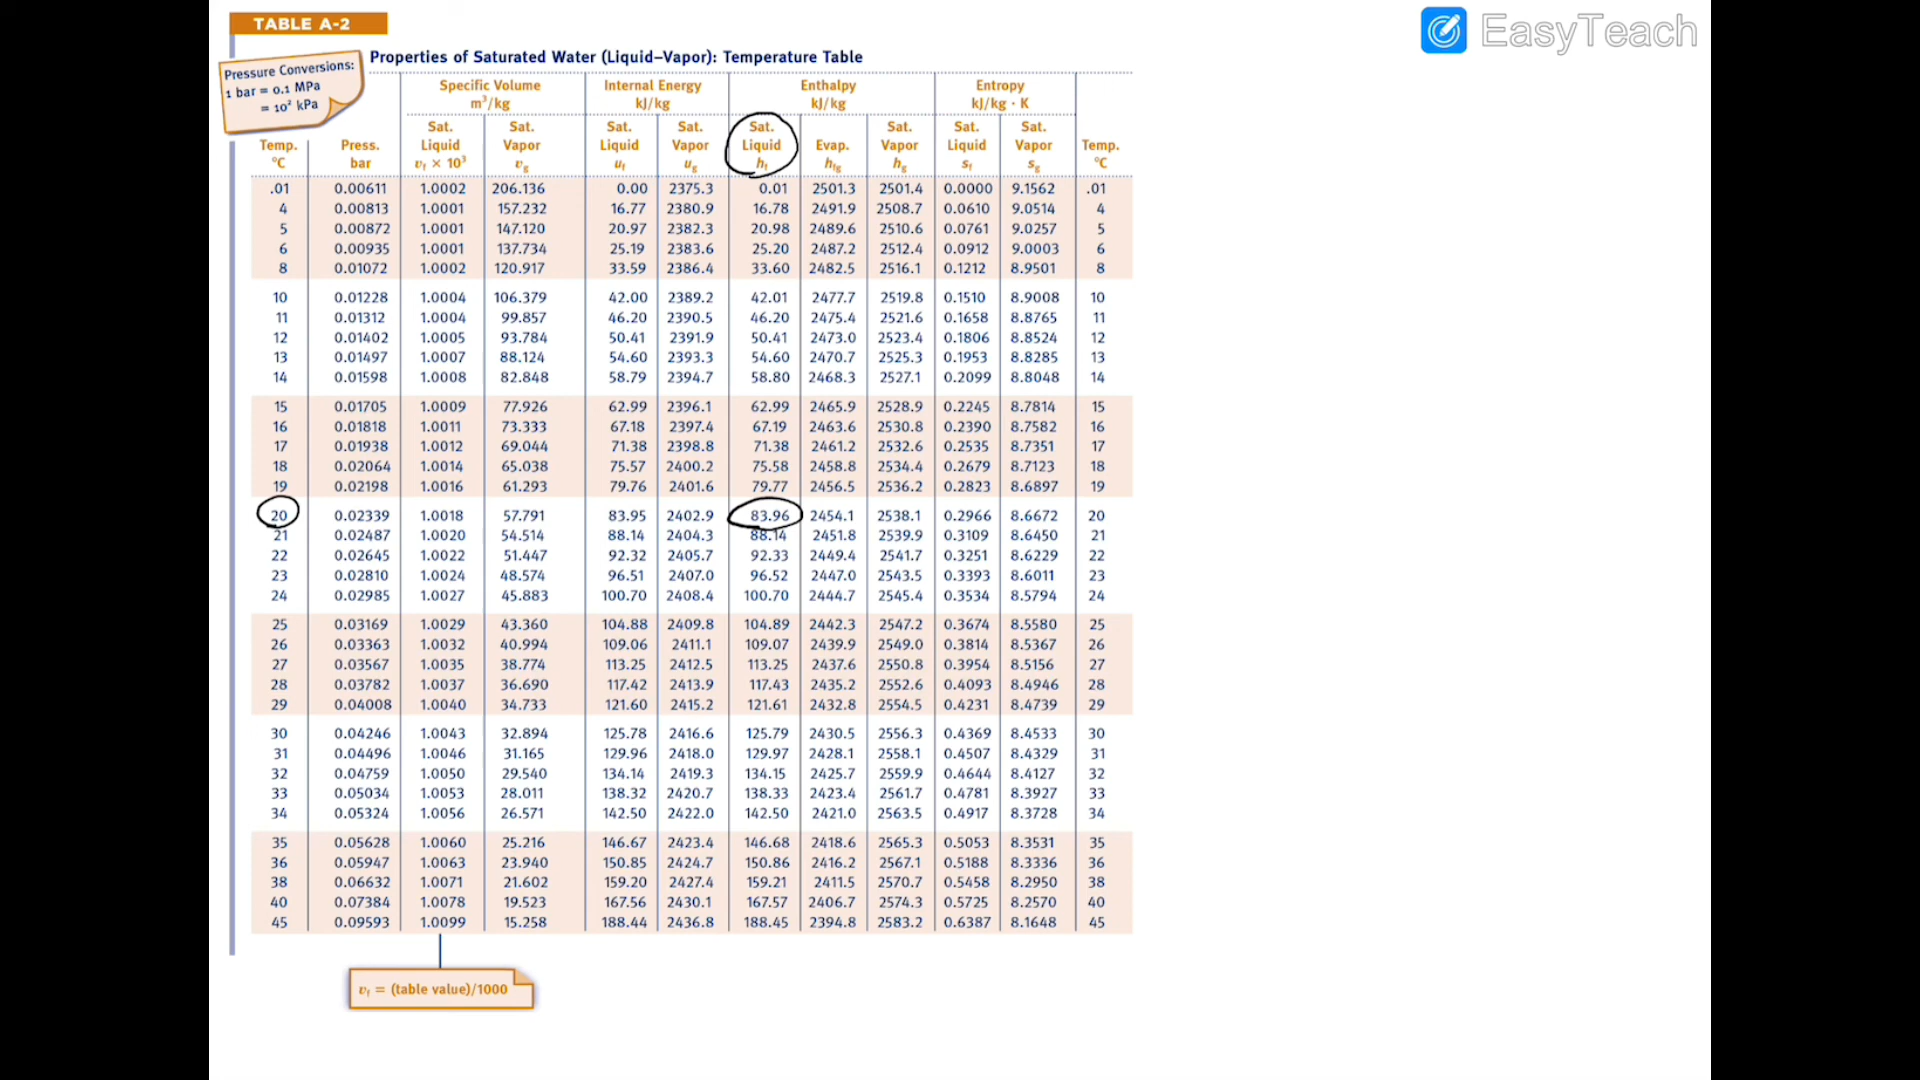 TABLE A-2
EasyTeach
Properties of Saturated Water (Liquid–Vapor): Temperature Table
Pressure Conversions:
1 bar = 0.1 MPa
= 10² kPa
Specific Volume Internal Energy Enthalpy Entropy
m³/kg kJ/kg kJ/kg kJ/kg · K
Sat. Sat. Sat. Sat. Sat. Sat. Sat. Sat.
Temp. Press. Liquid Vapor Liquid Vapor Liquid Evap. Vapor Liquid Vapor Temp.
°C bar vf × 10³ vg uf ug hf hfg hg sf sg °C
.01 0.00611 1.0002 206.136 0.00 2375.3 0.01 2501.3 2501.4 0.0000 9.1562 .01
4 0.00813 1.0001 157.232 16.77 2380.9 16.78 2491.9 2508.7 0.0610 9.0514 4
5 0.00872 1.0001 147.120 20.97 2382.3 20.98 2489.6 2510.6 0.0761 9.0257 5
6 0.00935 1.0001 137.734 25.19 2383.6 25.20 2487.2 2512.4 0.0912 9.0003 6
8 0.01072 1.0002 120.917 33.59 2386.4 33.60 2482.5 2516.1 0.1212 8.9501 8
10 0.01228 1.0004 106.379 42.00 2389.2 42.01 2477.7 2519.8 0.1510 8.9008 10
11 0.01312 1.0004 99.857 46.20 2390.5 46.20 2475.4 2521.6 0.1658 8.8765 11
12 0.01402 1.0005 93.784 50.41 2391.9 50.41 2473.0 2523.4 0.1806 8.8524 12
13 0.01497 1.0007 88.124 54.60 2393.3 54.60 2470.7 2525.3 0.1953 8.8285 13
14 0.01598 1.0008 82.848 58.79 2394.7 58.80 2468.3 2527.1 0.2099 8.8048 14
15 0.01705 1.0009 77.926 62.99 2396.1 62.99 2465.9 2528.9 0.2245 8.7814 15
16 0.01818 1.0011 73.333 67.18 2397.4 67.19 2463.6 2530.8 0.2390 8.7582 16
17 0.01938 1.0012 69.044 71.38 2398.8 71.38 2461.2 2532.6 0.2535 8.7351 17
18 0.02064 1.0014 65.038 75.57 2400.2 75.58 2458.8 2534.4 0.2679 8.7123 18
19 0.02198 1.0016 61.293 79.76 2401.6 79.77 2456.5 2536.2 0.2823 8.6897 19
20 0.02339 1.0018 57.791 83.95 2402.9 83.96 2454.1 2538.1 0.2966 8.6672 20
21 0.02487 1.0020 54.514 88.14 2404.3 88.14 2451.8 2539.9 0.3109 8.6450 21
22 0.02645 1.0022 51.447 92.32 2405.7 92.33 2449.4 2541.7 0.3251 8.6229 22
23 0.02810 1.0024 48.574 96.51 2407.0 96.52 2447.0 2543.5 0.3393 8.6011 23
24 0.02985 1.0027 45.883 100.70 2408.4 100.70 2444.7 2545.4 0.3534 8.5794 24
25 0.03169 1.0029 43.360 104.88 2409.8 104.89 2442.3 2547.2 0.3674 8.5580 25
26 0.03363 1.0032 40.994 109.06 2411.1 109.07 2439.9 2549.0 0.3814 8.5367 26
27 0.03567 1.0035 38.774 113.25 2412.5 113.25 2437.6 2550.8 0.3954 8.5156 27
28 0.03782 1.0037 36.690 117.42 2413.9 117.43 2435.2 2552.6 0.4093 8.4946 28
29 0.04008 1.0040 34.733 121.60 2415.2 121.61 2432.8 2554.5 0.4231 8.4739 29
30 0.04246 1.0043 32.894 125.78 2416.6 125.79 2430.5 2556.3 0.4369 8.4533 30
31 0.04496 1.0046 31.165 129.96 2418.0 129.97 2428.1 2558.1 0.4507 8.4329 31
32 0.04759 1.0050 29.540 134.14 2419.3 134.15 2425.7 2559.9 0.4644 8.4127 32
33 0.05034 1.0053 28.011 138.32 2420.7 138.33 2423.4 2561.7 0.4781 8.3927 33
34 0.05324 1.0056 26.571 142.50 2422.0 142.50 2421.0 2563.5 0.4917 8.3728 34
35 0.05628 1.0060 25.216 146.67 2423.4 146.68 2418.6 2565.3 0.5053 8.3531 35
36 0.05947 1.0063 23.940 150.85 2424.7 150.86 2416.2 2567.1 0.5188 8.3336 36
38 0.06632 1.0071 21.602 159.20 2427.4 159.21 2411.5 2570.7 0.5458 8.2950 38
40 0.07384 1.0078 19.523 167.56 2430.1 167.57 2406.7 2574.3 0.5725 8.2570 40
45 0.09593 1.0099 15.258 188.44 2436.8 188.45 2394.8 2583.2 0.6387 8.1648 45
vf = (table value)/1000